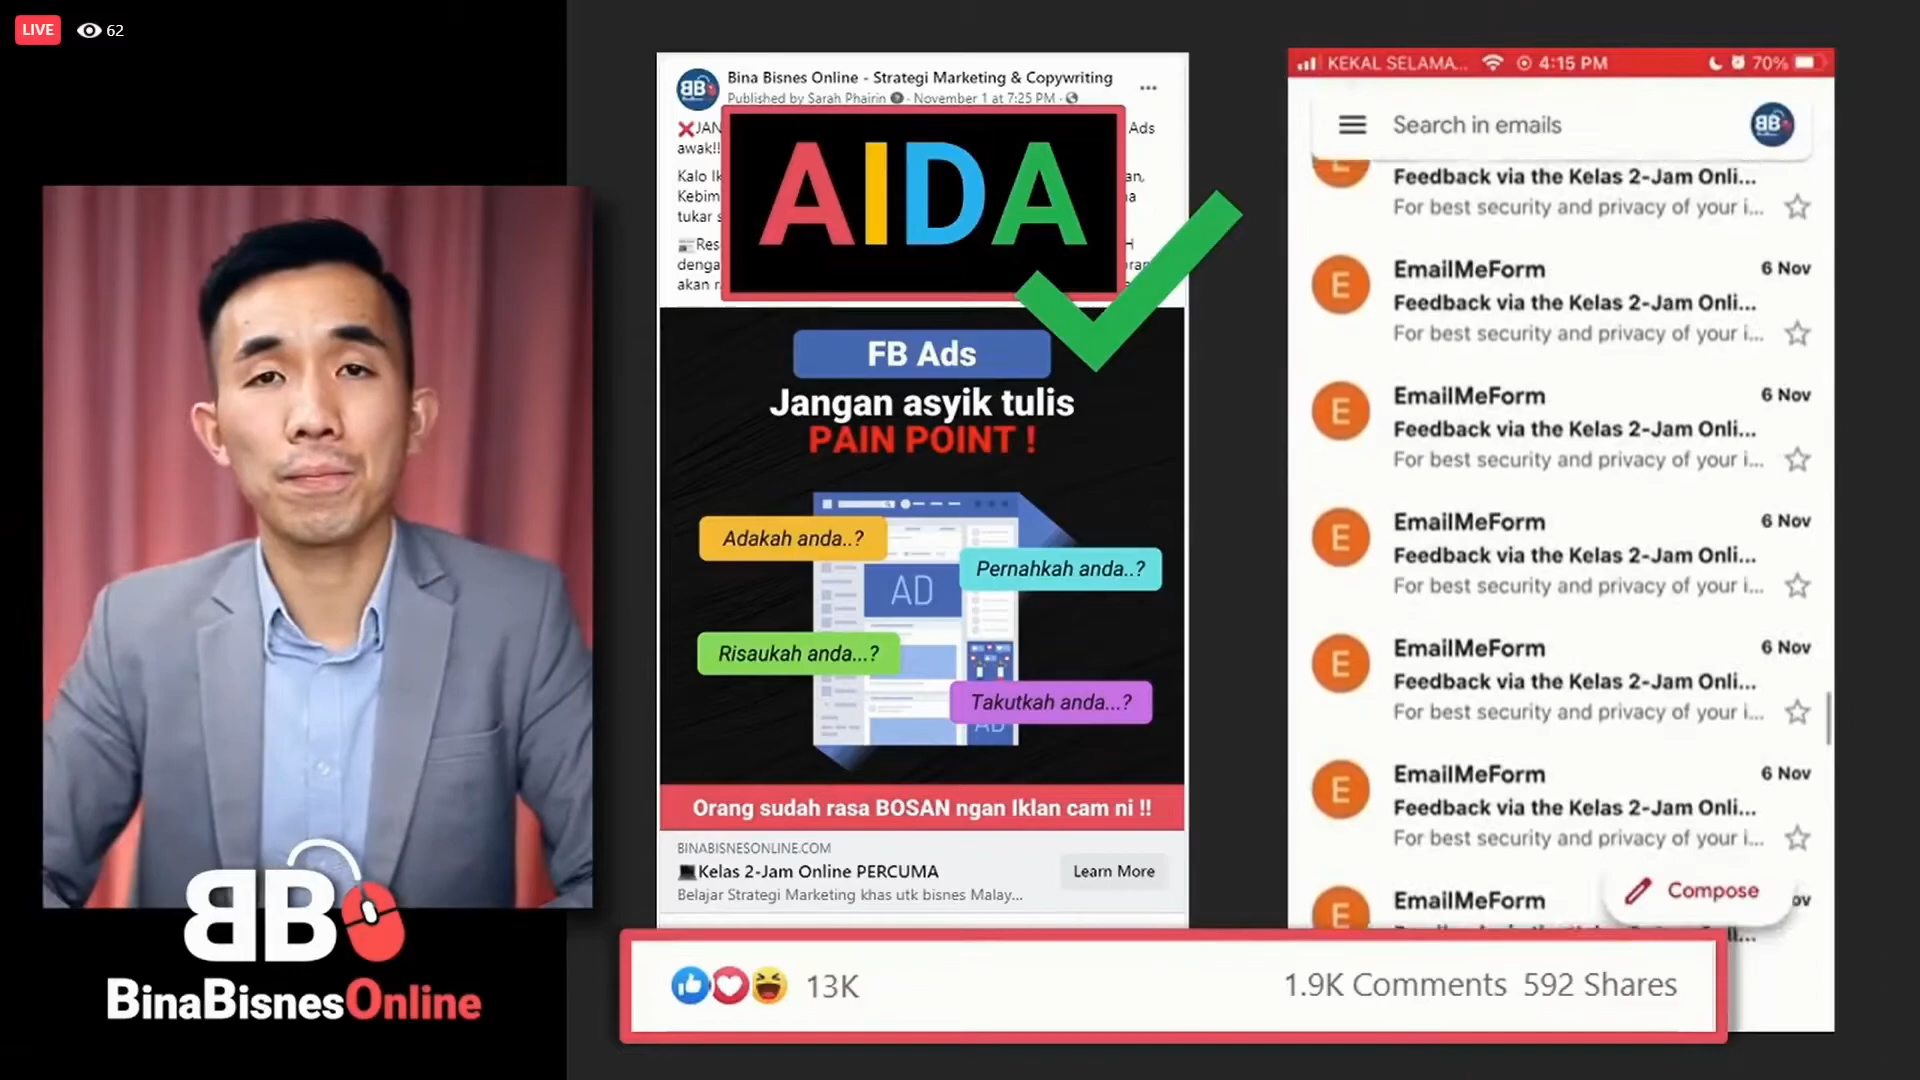 LIVE 62
BBO
BinaBisnesOnline
Bina Bisnes Online - Strategi Marketing & Copywriting
Published by Sarah Phairin · November 1 at 7:25 PM ·
Ads
awak!!
Kalo
tukar
akan
AIDA
FB Ads
Jangan asyik tulis
PAIN POINT !
Adakah anda..?
Pernahkah anda..?
AD
Risaukah anda...?
Takutkah anda...?
AD
Orang sudah rasa BOSAN ngan Iklan cam ni !!
BINABISNESONLINE.COM
Kelas 2-Jam Online PERCUMA
Learn More
Belajar Strategi Marketing khas utk bisnes Malay...
13K 1.9K Comments 592 Shares
KEKAL SELAMA... 4:15 PM 70%
Search in emails
E
Feedback via the Kelas 2-Jam Onli...
For best security and privacy of your i...
E
EmailMeForm 6 Nov
Feedback via the Kelas 2-Jam Onli...
For best security and privacy of your i...
E
EmailMeForm 6 Nov
Feedback via the Kelas 2-Jam Onli...
For best security and privacy of your i...
E
EmailMeForm 6 Nov
Feedback via the Kelas 2-Jam Onli...
For best security and privacy of your i...
E
EmailMeForm 6 Nov
Feedback via the Kelas 2-Jam Onli...
For best security and privacy of your i...
E
EmailMeForm 6 Nov
Feedback via the Kelas 2-Jam Onli...
For best security and privacy of your i...
E
EmailMeForm
Compose